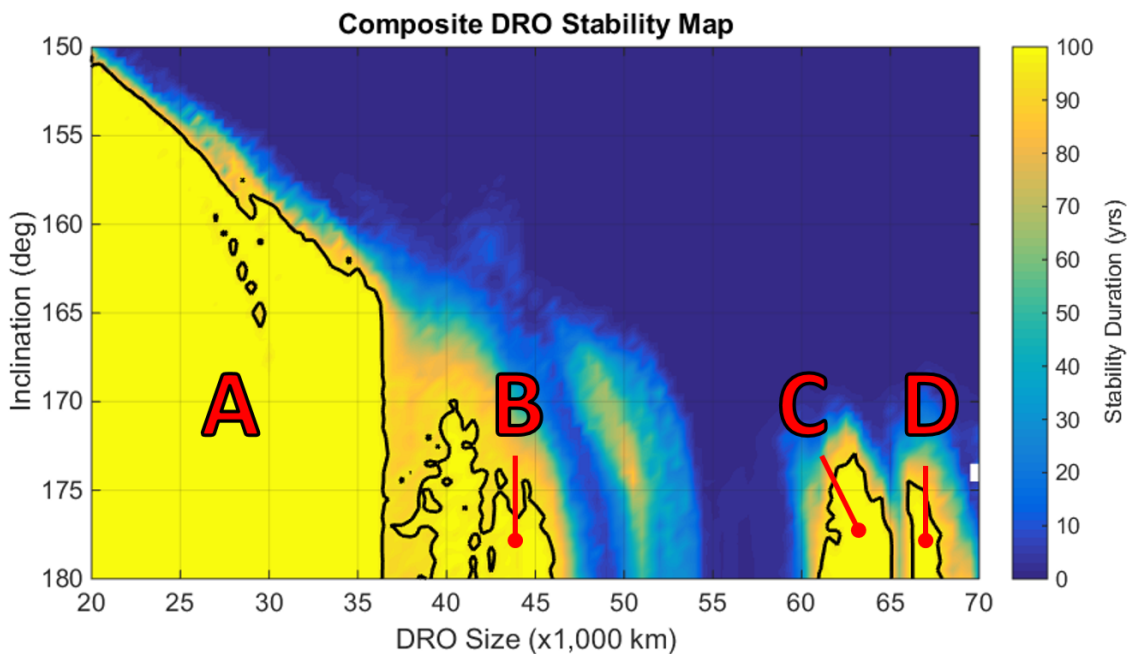 Composite DRO Stability Map
150
155
160
165
170
175
180
Inclination (deg)
20 25 30 35 40 45 50 55 60 65 70
DRO Size (x1,000 km)
A
B
C
D
100
90
80
70
60
50
40
30
20
10
0
Stability Duration (yrs)